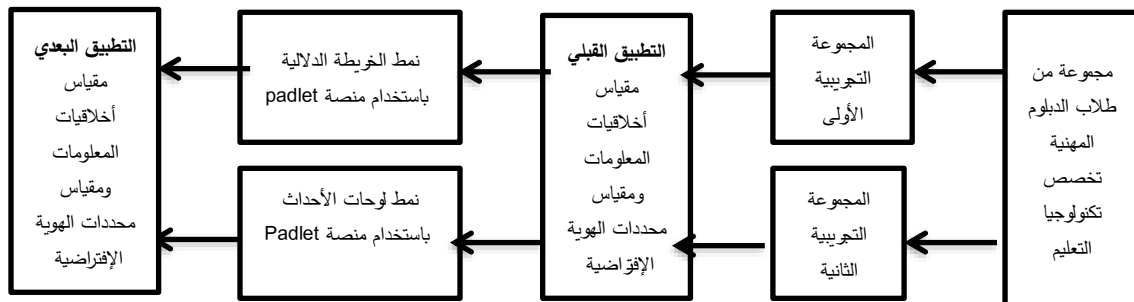 مجموعة من
طلاب الدبلوم
المهنية
تخصص
تكنولوجيا
التعليم
المجموعة
التجريبية
الأولى
المجموعة
التجريبية
الثانية
التطبيق القبلي
مقياس
أخلاقيات
المعلومات
ومقياس
محددات الهوية
الإفتراضية
نمط الخريطة الدلالية
باستخدام منصة padlet
نمط لوحات الأحداث
باستخدام منصة Padlet
التطبيق البعدي
مقياس
أخلاقيات
المعلومات
ومقياس
محددات الهوية
الإفتراضية